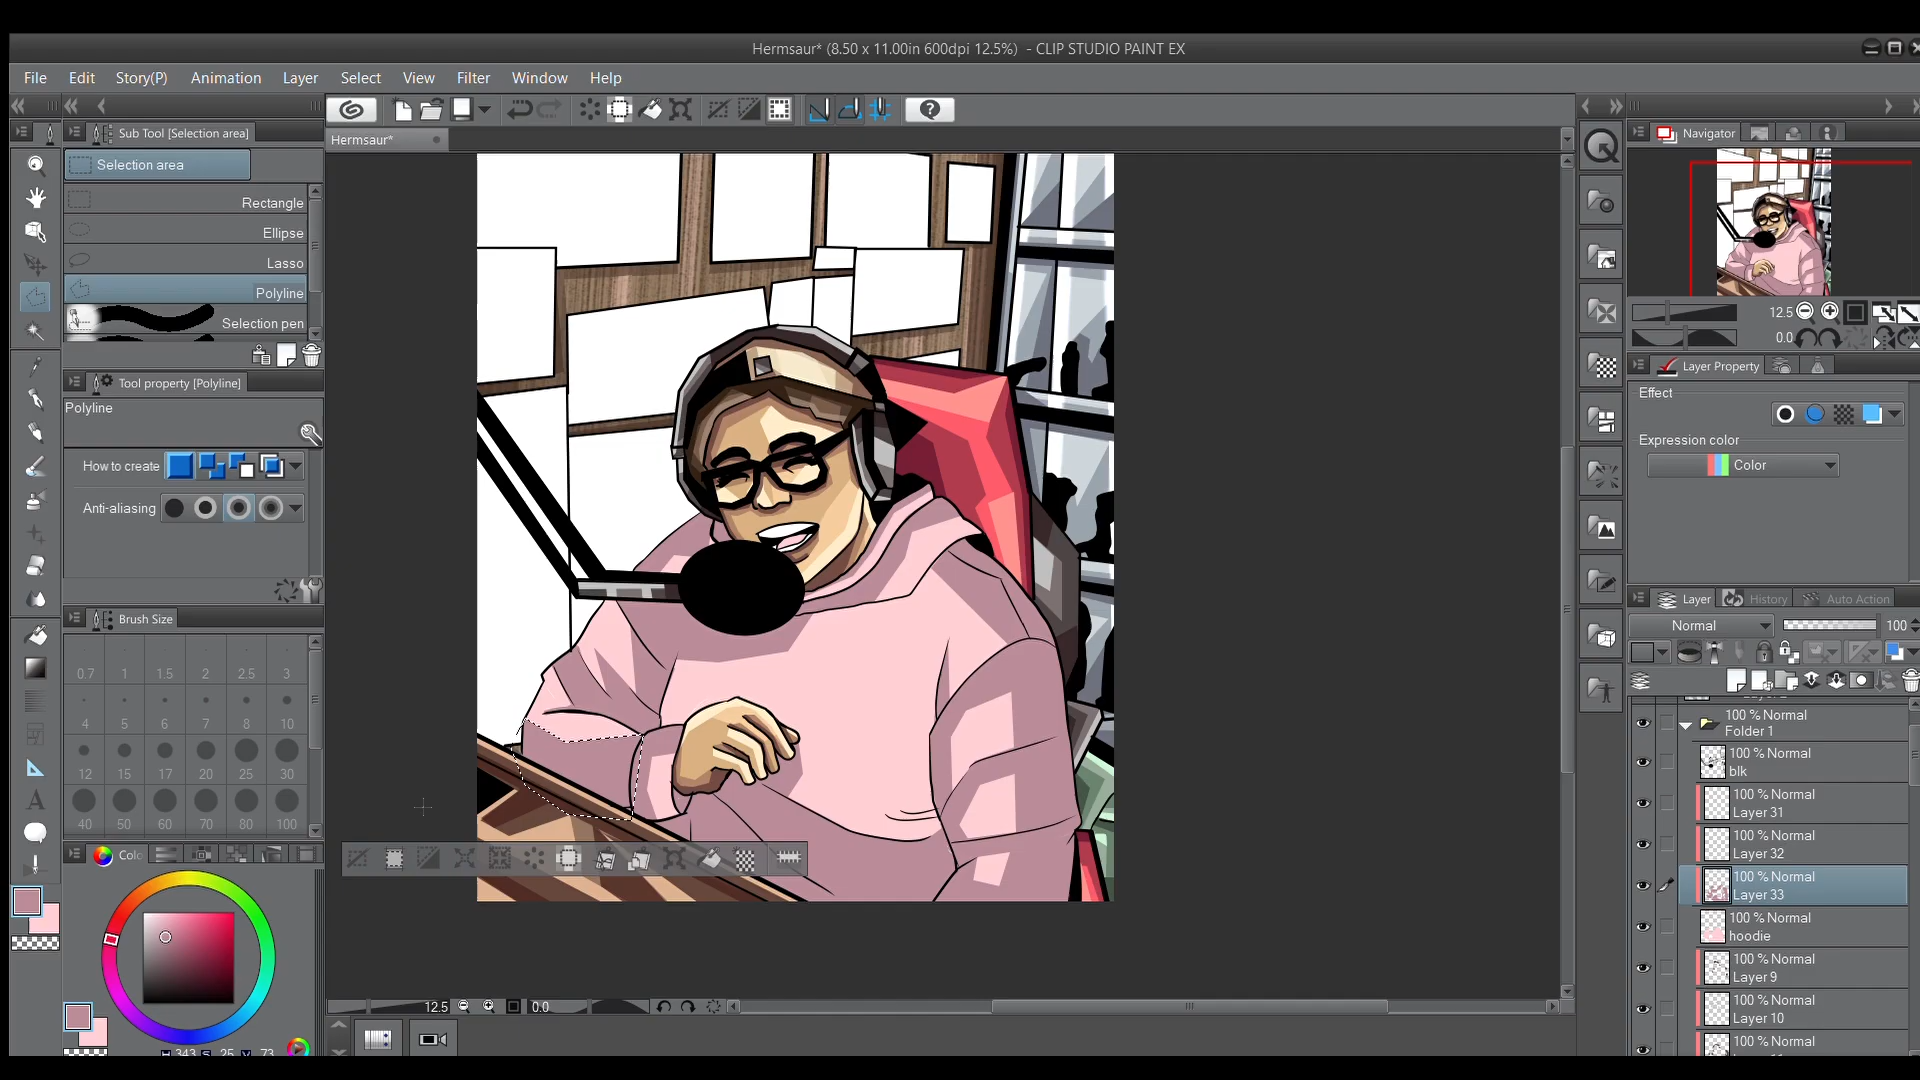 Hermsaur* (8.50 x 11.00in 600dpi 12.5%) - CLIP STUDIO PAINT EX
File Edit Story(P) Animation Layer Select View Filter Window Help
Sub Tool [Selection area]
Selection area
Rectangle
Ellipse
Lasso
Polyline
Selection pen
Tool property [Polyline]
Polyline
How to create
Anti-aliasing
Brush Size
0.7 1 1.5 2 2.5 3
4 5 6 7 8 10
12 15 17 20 25 30
40 50 60 70 80 100
Colo
H 343 S 25 V 73
Hermsaur*
12.5
0.0
Navigator
12.5
0.0
Layer Property
Effect
Expression color
Color
Layer History Auto Action
Normal 100
100 % Normal
Folder 1
100 % Normal
blk
100 % Normal
Layer 31
100 % Normal
Layer 32
100 % Normal
Layer 33
100 % Normal
hoodie
100 % Normal
Layer 9
100 % Normal
Layer 10
100 % Normal